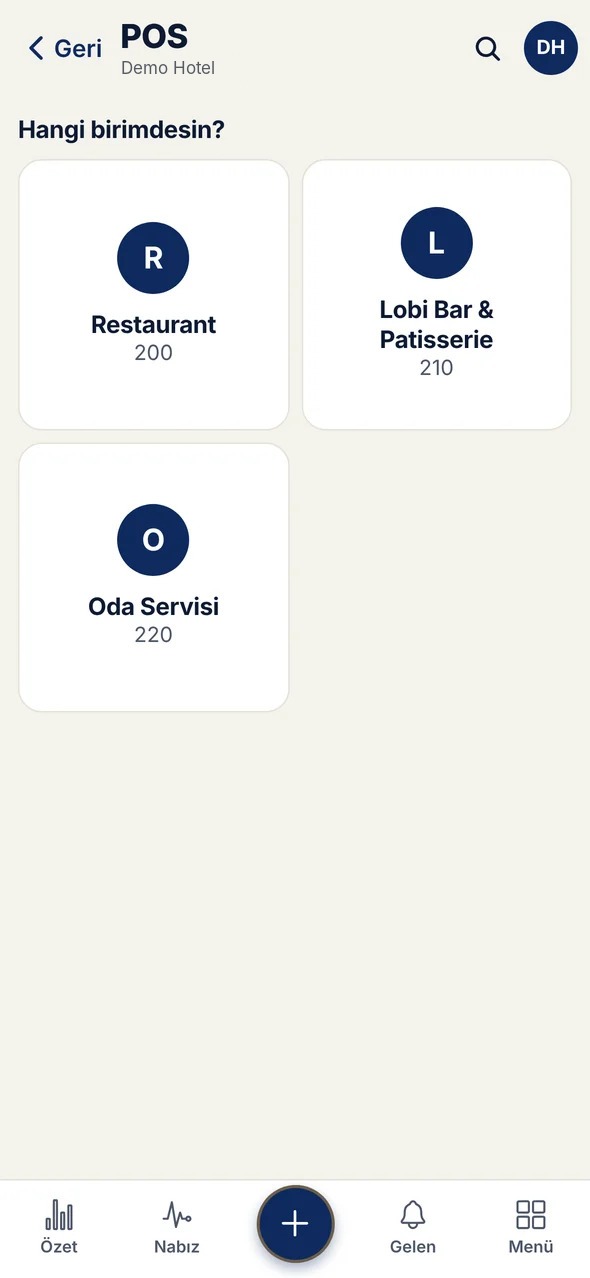 Geri
POS
Demo Hotel
DH
Hangi birimdesin?
R
Restaurant
200
L
Lobi Bar &
Patisserie
210
O
Oda Servisi
220
Özet
Nabız
Gelen
Menü